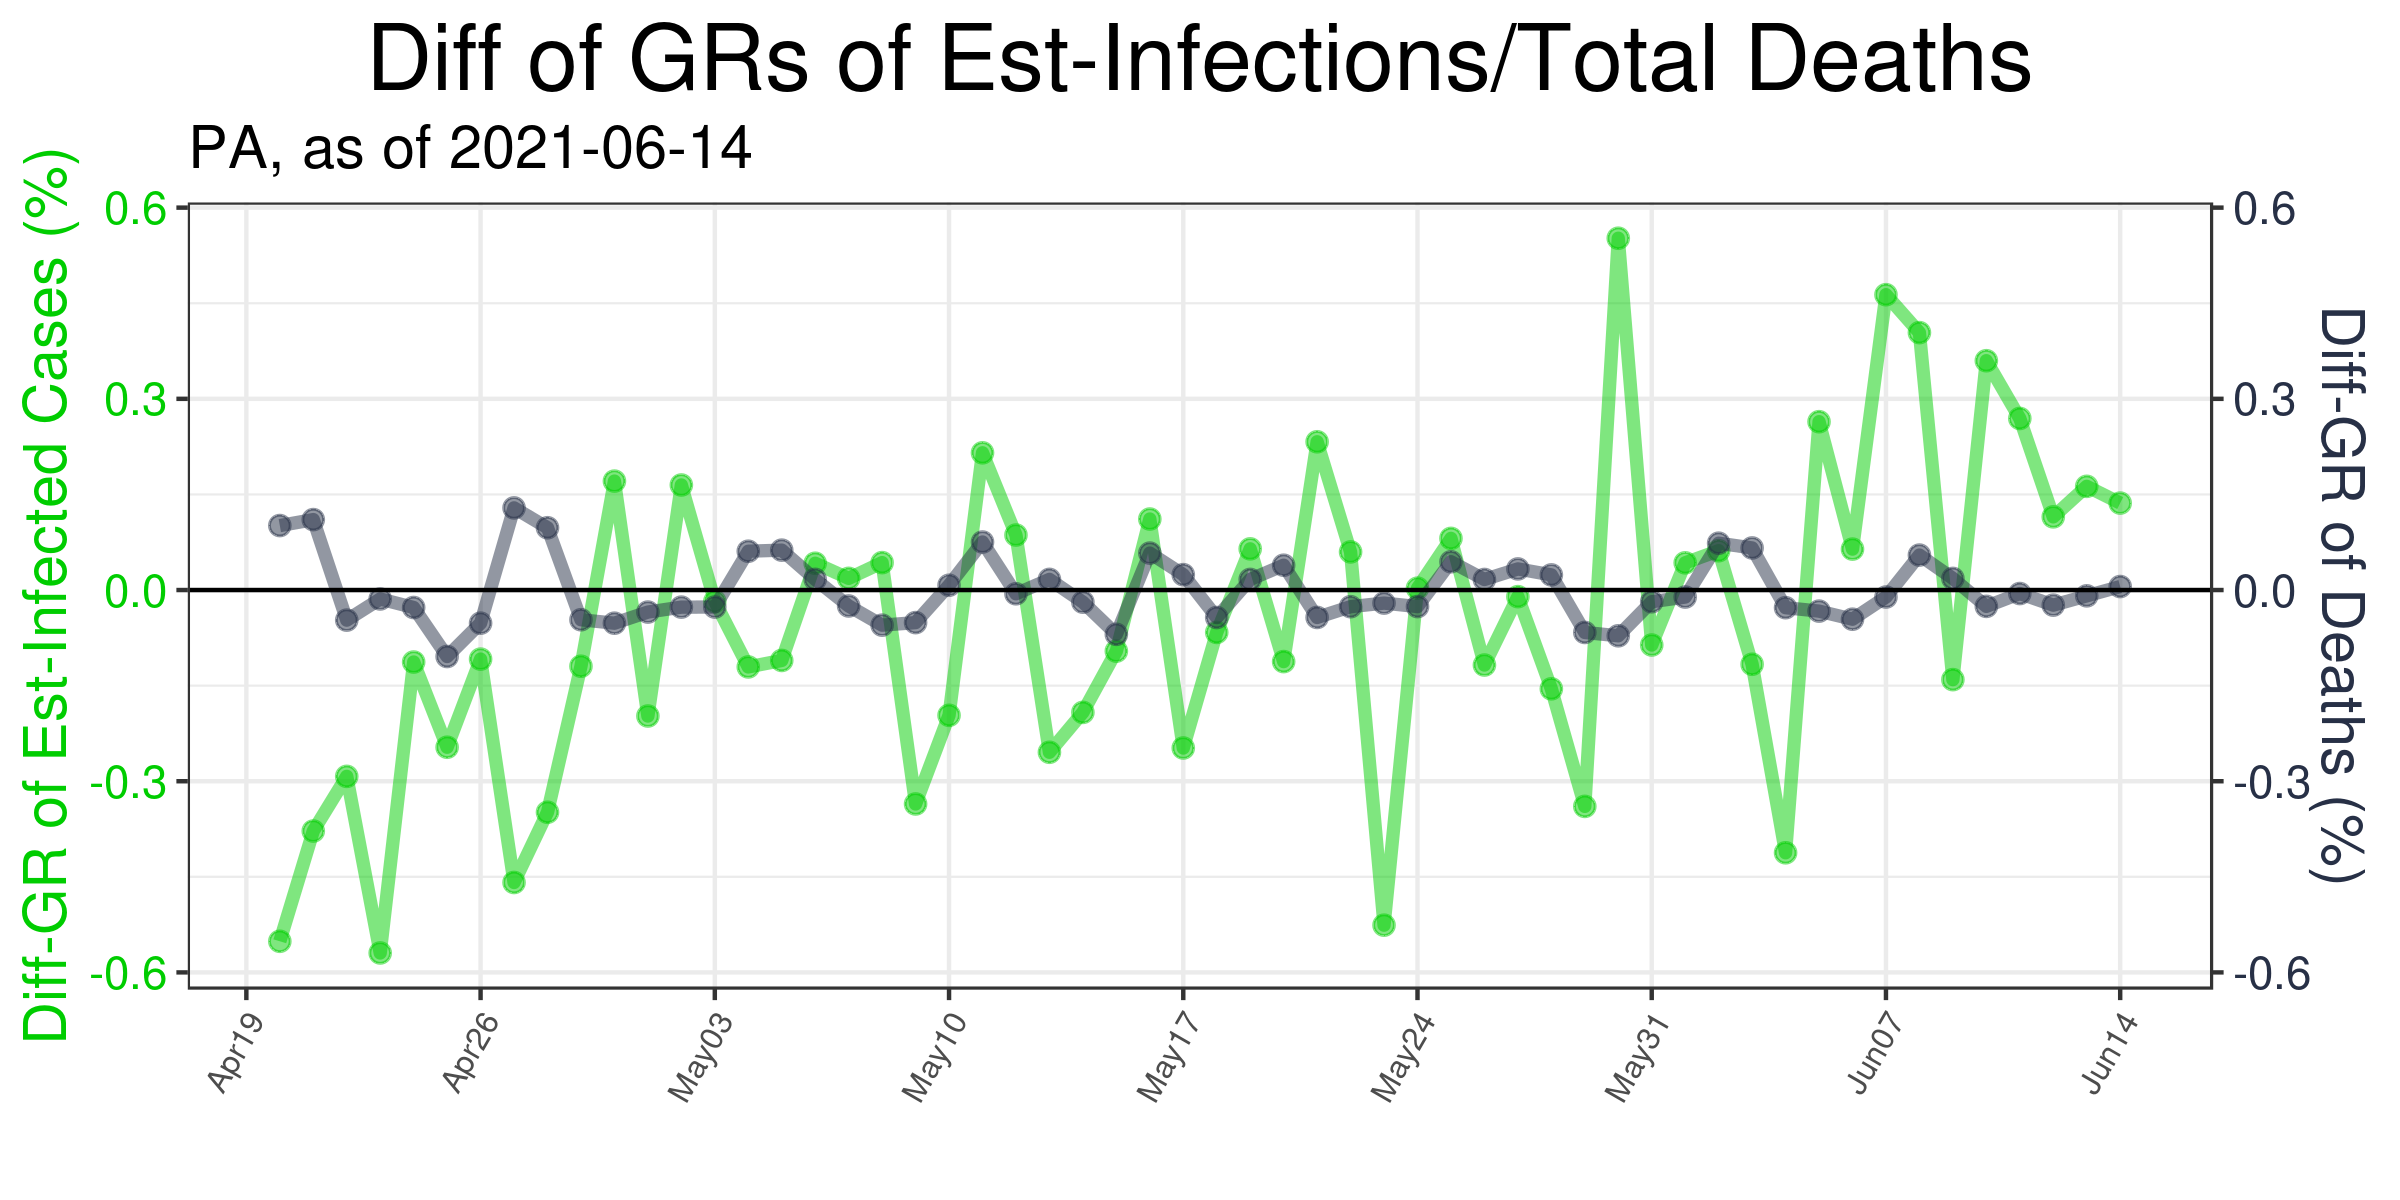 Diff of GRs of Est-Infections/Total Deaths
PA, as of 2021-06-14
Diff-GR of Est-Infected Cases (%)
0.6
0.3
0.0
-0.3
-0.6
0.6
0.3
0.0
-0.3
-0.6
Diff-GR of Deaths (%)
Apr19
Apr26
May03
May10
May17
May24
May31
Jun07
Jun14